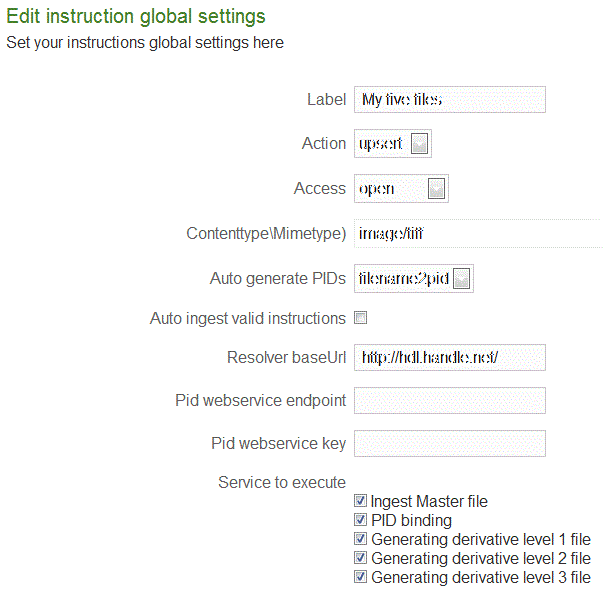 Edit instruction global settings
Set your instructions global settings here
Label My five files
Action upsert
Access open
Contenttype\Mimetype) image/tiff
Auto generate PIDs filename2pid
Auto ingest valid instructions
Resolver baseUrl http://hdl.handle.net/
Pid webservice endpoint
Pid webservice key
Service to execute
Ingest Master file
PID binding
Generating derivative level 1 file
Generating derivative level 2 file
Generating derivative level 3 file